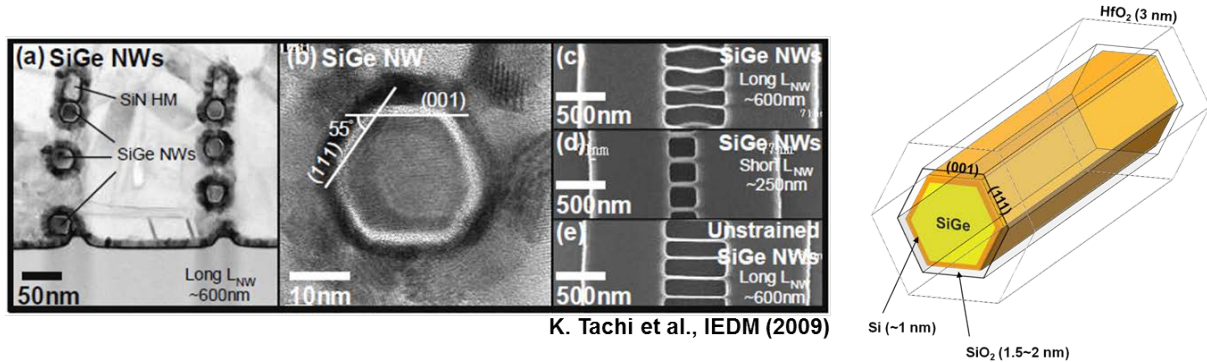 (a) SiGe NWs
SiN HM
SiGe NWs
Long L_NW
~600nm
50nm
(b) SiGe NW
(001)
55°
(111)
10nm
(c) SiGe NWs
Long L_NW
~600nm
500nm
(d) SiGe NWs
Short L_NW
~250nm
500nm
(e) Unstrained
SiGe NWs
Long L_NW
~600nm
500nm
K. Tachi et al., IEDM (2009)
HfO₂ (3 nm)
(001)
(111)
SiGe
Si (~1 nm)
SiO₂ (1.5~2 nm)